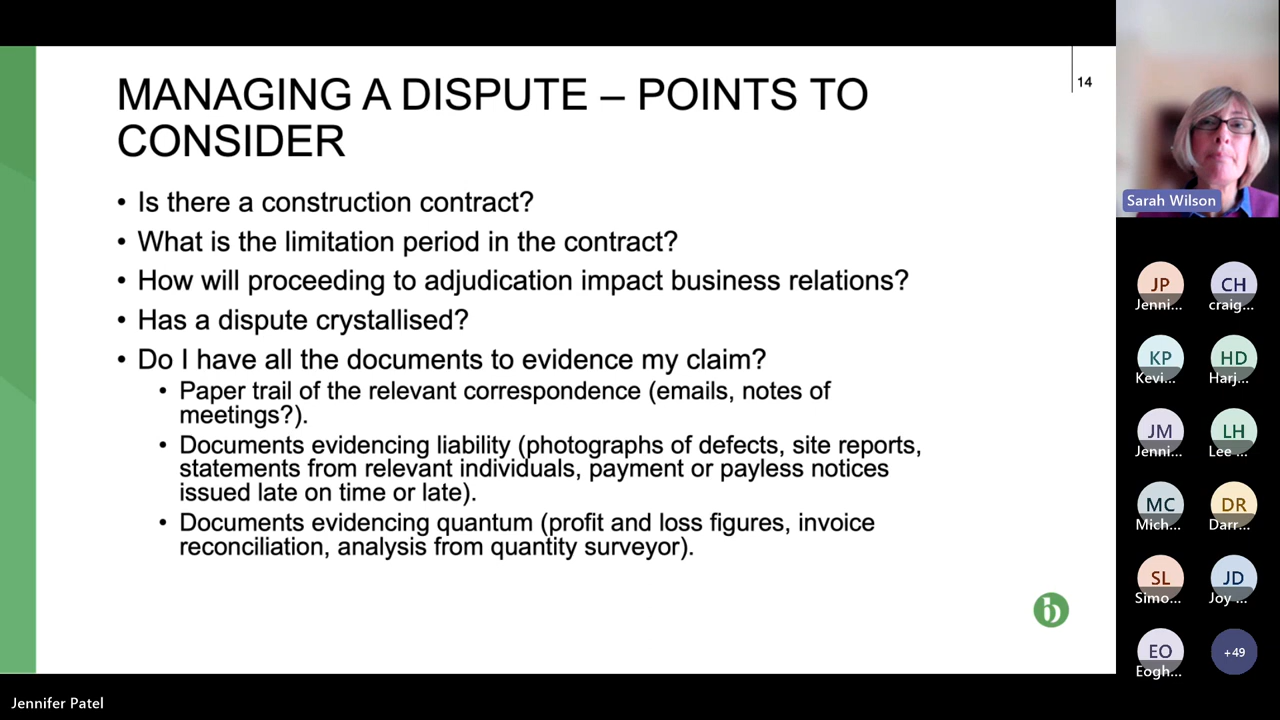 MANAGING A DISPUTE – POINTS TO
CONSIDER
14
• Is there a construction contract?
• What is the limitation period in the contract?
• How will proceeding to adjudication impact business relations?
• Has a dispute crystallised?
• Do I have all the documents to evidence my claim?
• Paper trail of the relevant correspondence (emails, notes of
meetings?).
• Documents evidencing liability (photographs of defects, site reports,
statements from relevant individuals, payment or payless notices
issued late on time or late).
• Documents evidencing quantum (profit and loss figures, invoice
reconciliation, analysis from quantity surveyor).
b
Sarah Wilson
JP
Jenni...
CH
craig...
KP
Kevi...
HD
Harj...
JM
Jenni...
LH
Lee ...
MC
Mich...
DR
Darr...
SL
Simo...
JD
Joy ...
EO
Eogh...
+49
Jennifer Patel